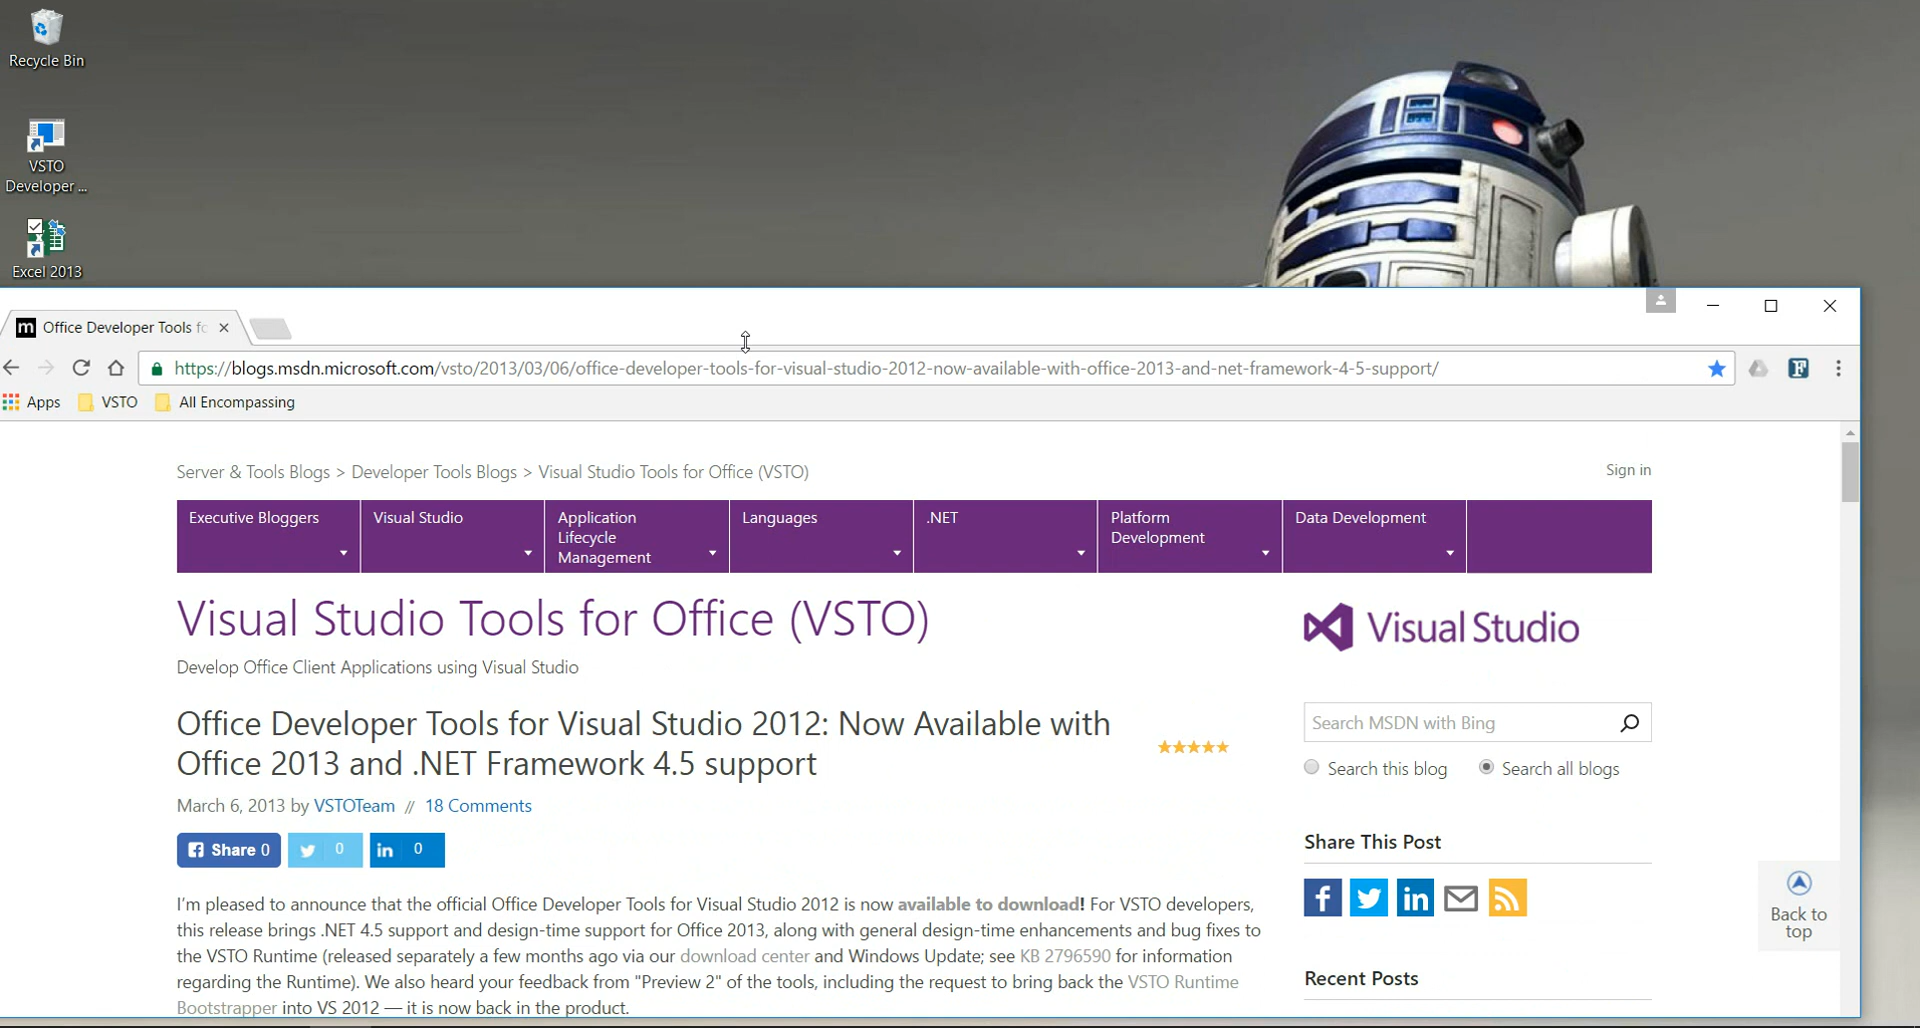 Recycle Bin
VSTO
Developer ...
Excel 2013
m Office Developer Tools fo
https://blogs.msdn.microsoft.com/vsto/2013/03/06/office-developer-tools-for-visual-studio-2012-now-available-with-office-2013-and-net-framework-4-5-support/
F
Apps VSTO All Encompassing
Server & Tools Blogs > Developer Tools Blogs > Visual Studio Tools for Office (VSTO)
Sign in
Executive Bloggers
Visual Studio
Application
Lifecycle
Management
Languages
.NET
Platform
Development
Data Development
Visual Studio Tools for Office (VSTO)
Develop Office Client Applications using Visual Studio
Visual Studio
Office Developer Tools for Visual Studio 2012: Now Available with
Office 2013 and .NET Framework 4.5 support
March 6, 2013 by VSTOTeam // 18 Comments
Share 0
0
in 0
I'm pleased to announce that the official Office Developer Tools for Visual Studio 2012 is now available to download! For VSTO developers,
this release brings .NET 4.5 support and design-time support for Office 2013, along with general design-time enhancements and bug fixes to
the VSTO Runtime (released separately a few months ago via our download center and Windows Update; see KB 2796590 for information
regarding the Runtime). We also heard your feedback from "Preview 2" of the tools, including the request to bring back the VSTO Runtime
Bootstrapper into VS 2012 — it is now back in the product.
Search MSDN with Bing
Search this blog Search all blogs
Share This Post
f in
Recent Posts
Back to
top